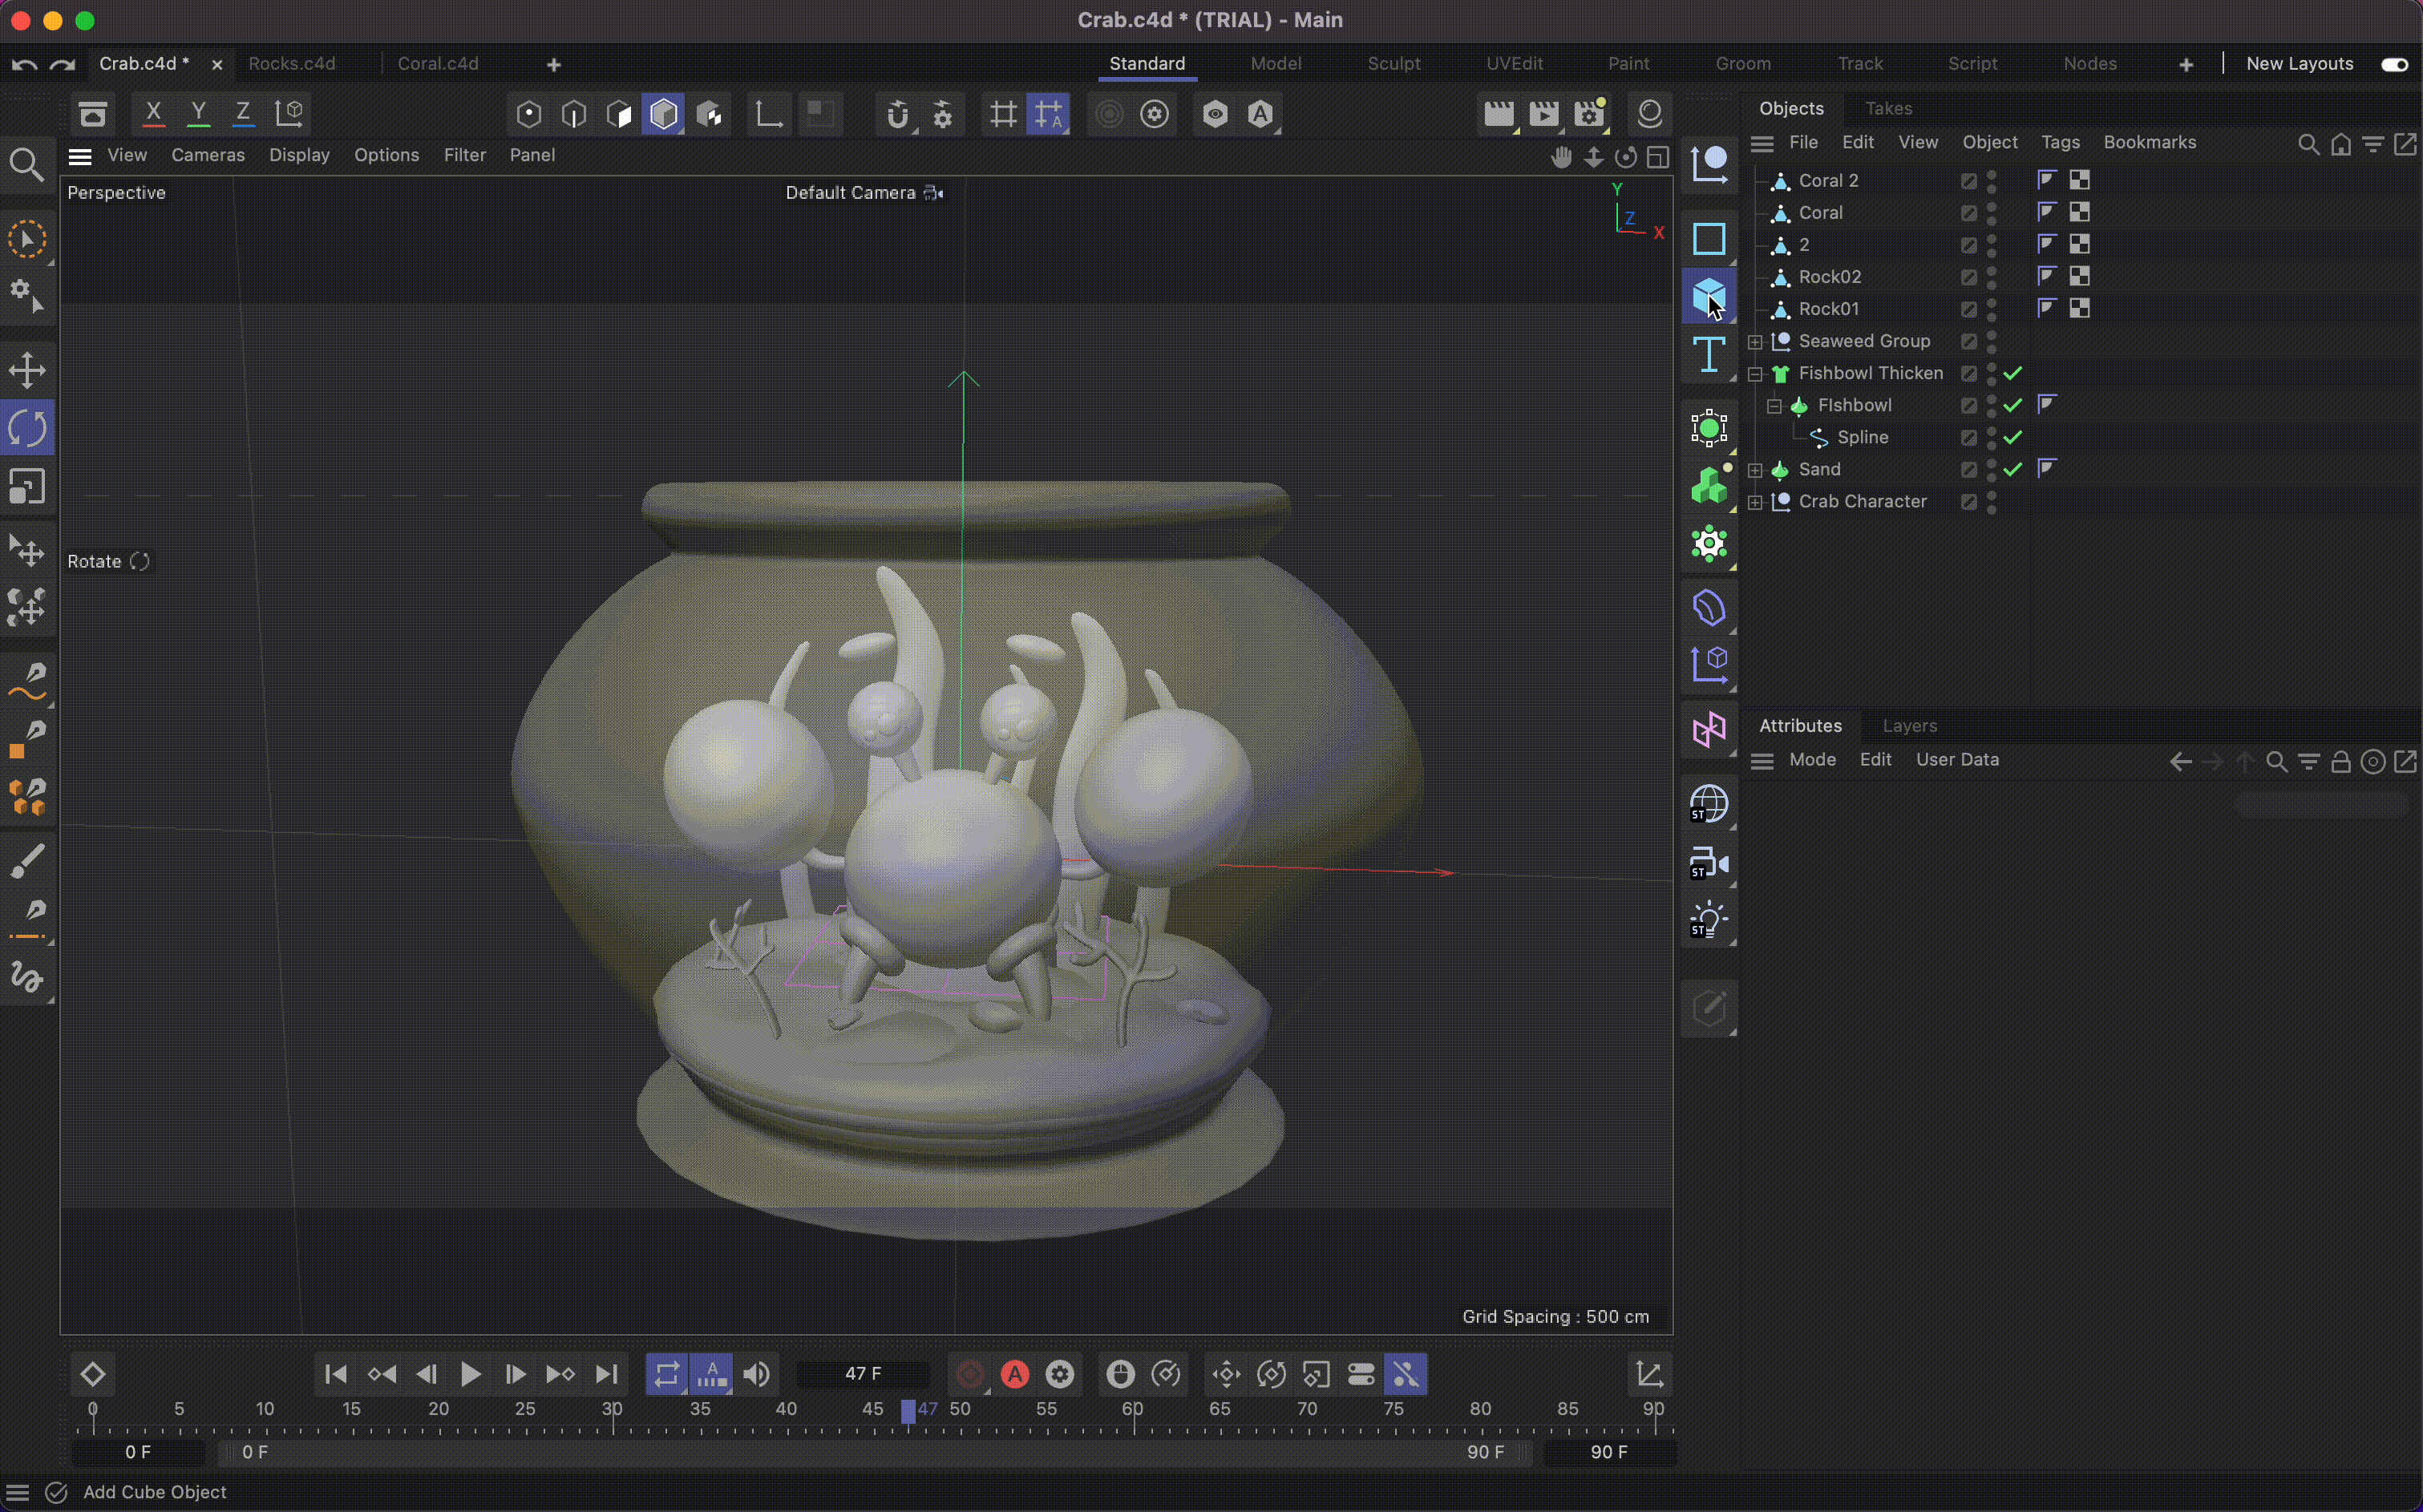 Crab.c4d * (TRIAL) - Main
Crab.c4d * Rocks.c4d Coral.c4d
Standard Model Sculpt UVEdit Paint Groom Track Script Nodes New Layouts
X Y Z
View Cameras Display Options Filter Panel
Perspective
Default Camera
Y
Z
X
Rotate
Grid Spacing : 500 cm
Objects Takes
File Edit View Object Tags Bookmarks
Coral 2
Coral
2
Rock02
Rock01
Seaweed Group
Fishbowl Thicken
FIshbowl
Spline
Sand
Crab Character
Attributes Layers
Mode Edit User Data
ST
ST
ST
47 F
0 5 10 15 20 25 30 35 40 45 47 50 55 60 65 70 75 80 85 90
0 F 0 F 90 F 90 F
Add Cube Object